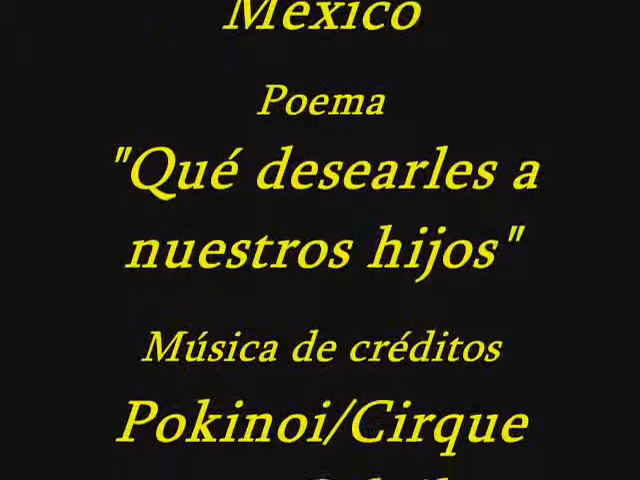 México
Poema
"Qué desearles a
nuestros hijos"
Música de créditos
Pokinoi/Cirque